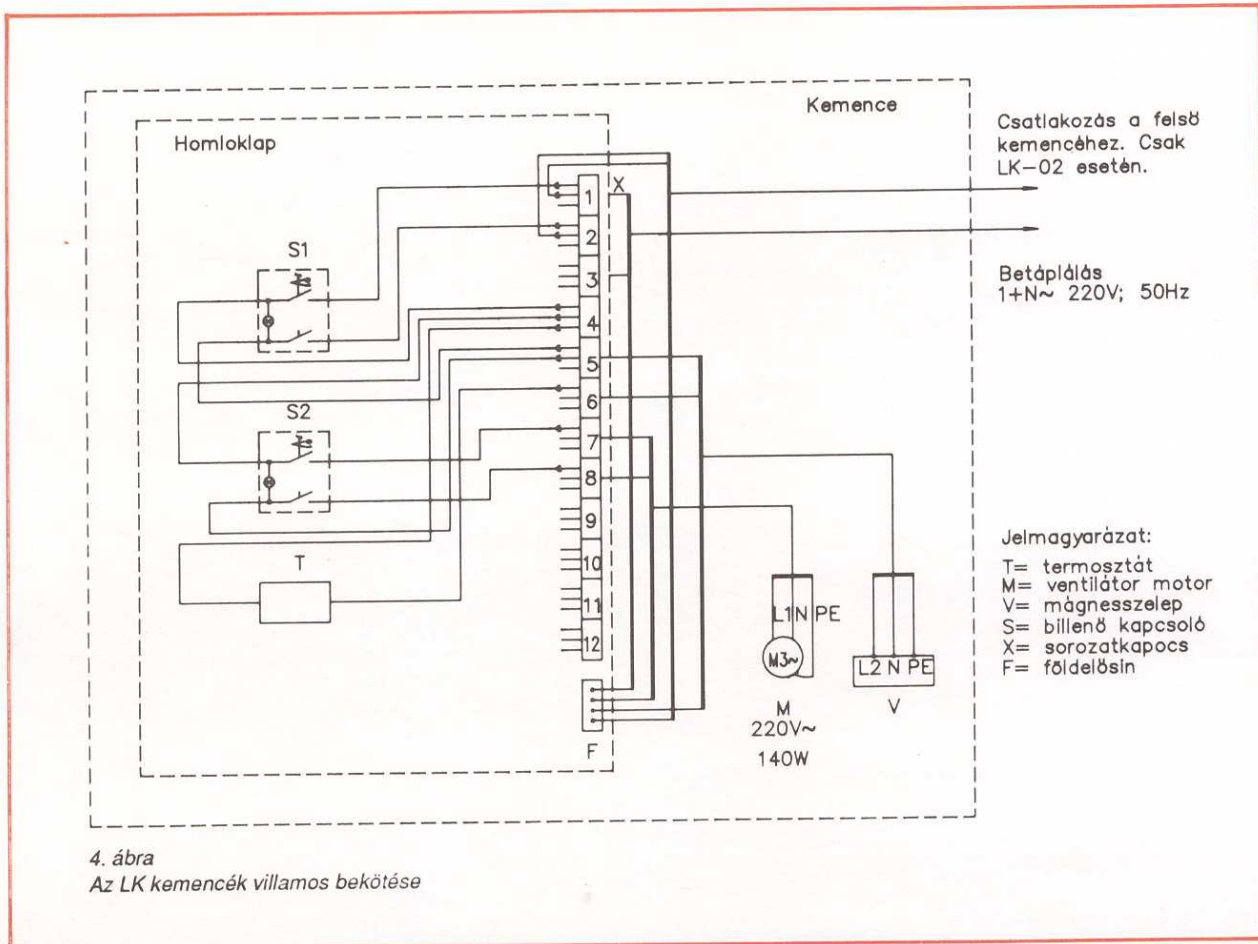 Kemence
Homloklap
Csatlakozás a felső
kemencéhez. Csak
LK-02 esetén.
X
1
2
3
4
5
6
7
8
9
10
11
12
S1
Betáplálás
1+N~ 220V; 50Hz
S2
T
Jelmagyarázat:
T= termosztát
M= ventilátor motor
V= mágnesszelep
S= billenő kapcsoló
X= sorozatkapocs
F= földelősin
L1 N PE
M3~
L2 N PE
M
220V~
140W
V
F
4. ábra
Az LK kemencék villamos bekötése